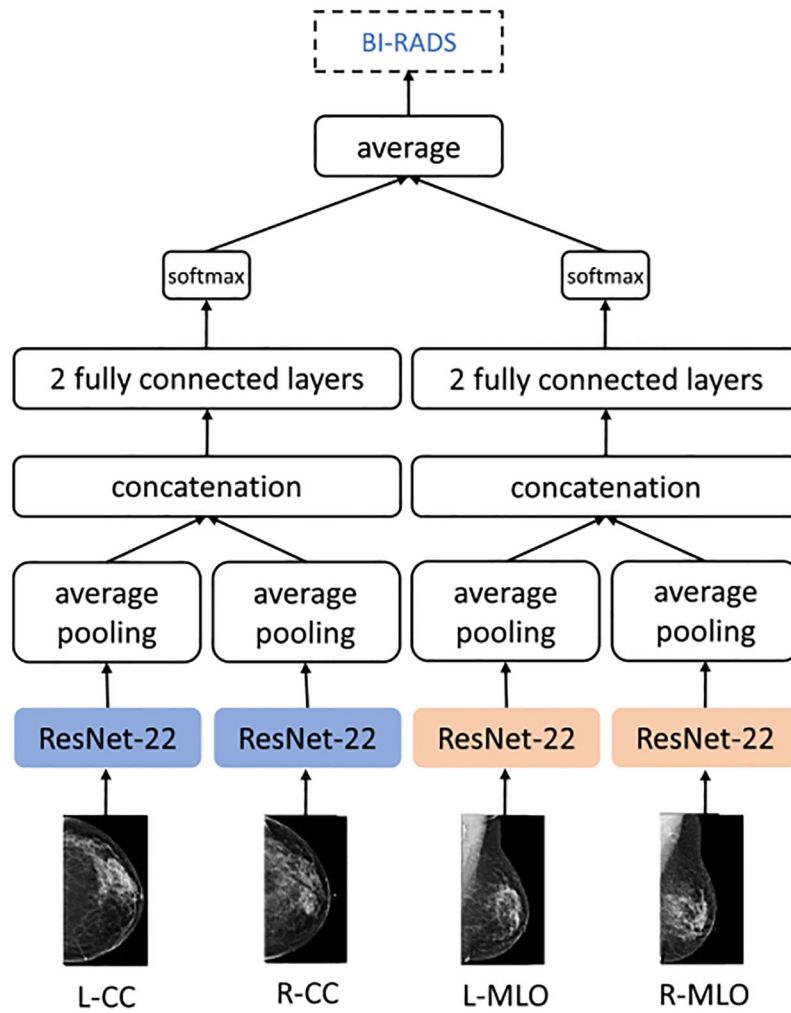 BI-RADS
average
softmax softmax
2 fully connected layers 2 fully connected layers
concatenation concatenation
average average average average
pooling pooling pooling pooling
ResNet-22 ResNet-22 ResNet-22 ResNet-22
L-CC R-CC L-MLO R-MLO